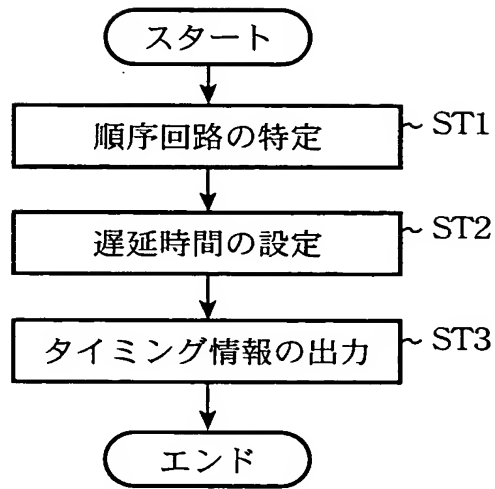 スタート
順序回路の特定
~ ST1
遅延時間の設定
~ ST2
タイミング情報の出力
~ ST3
エンド